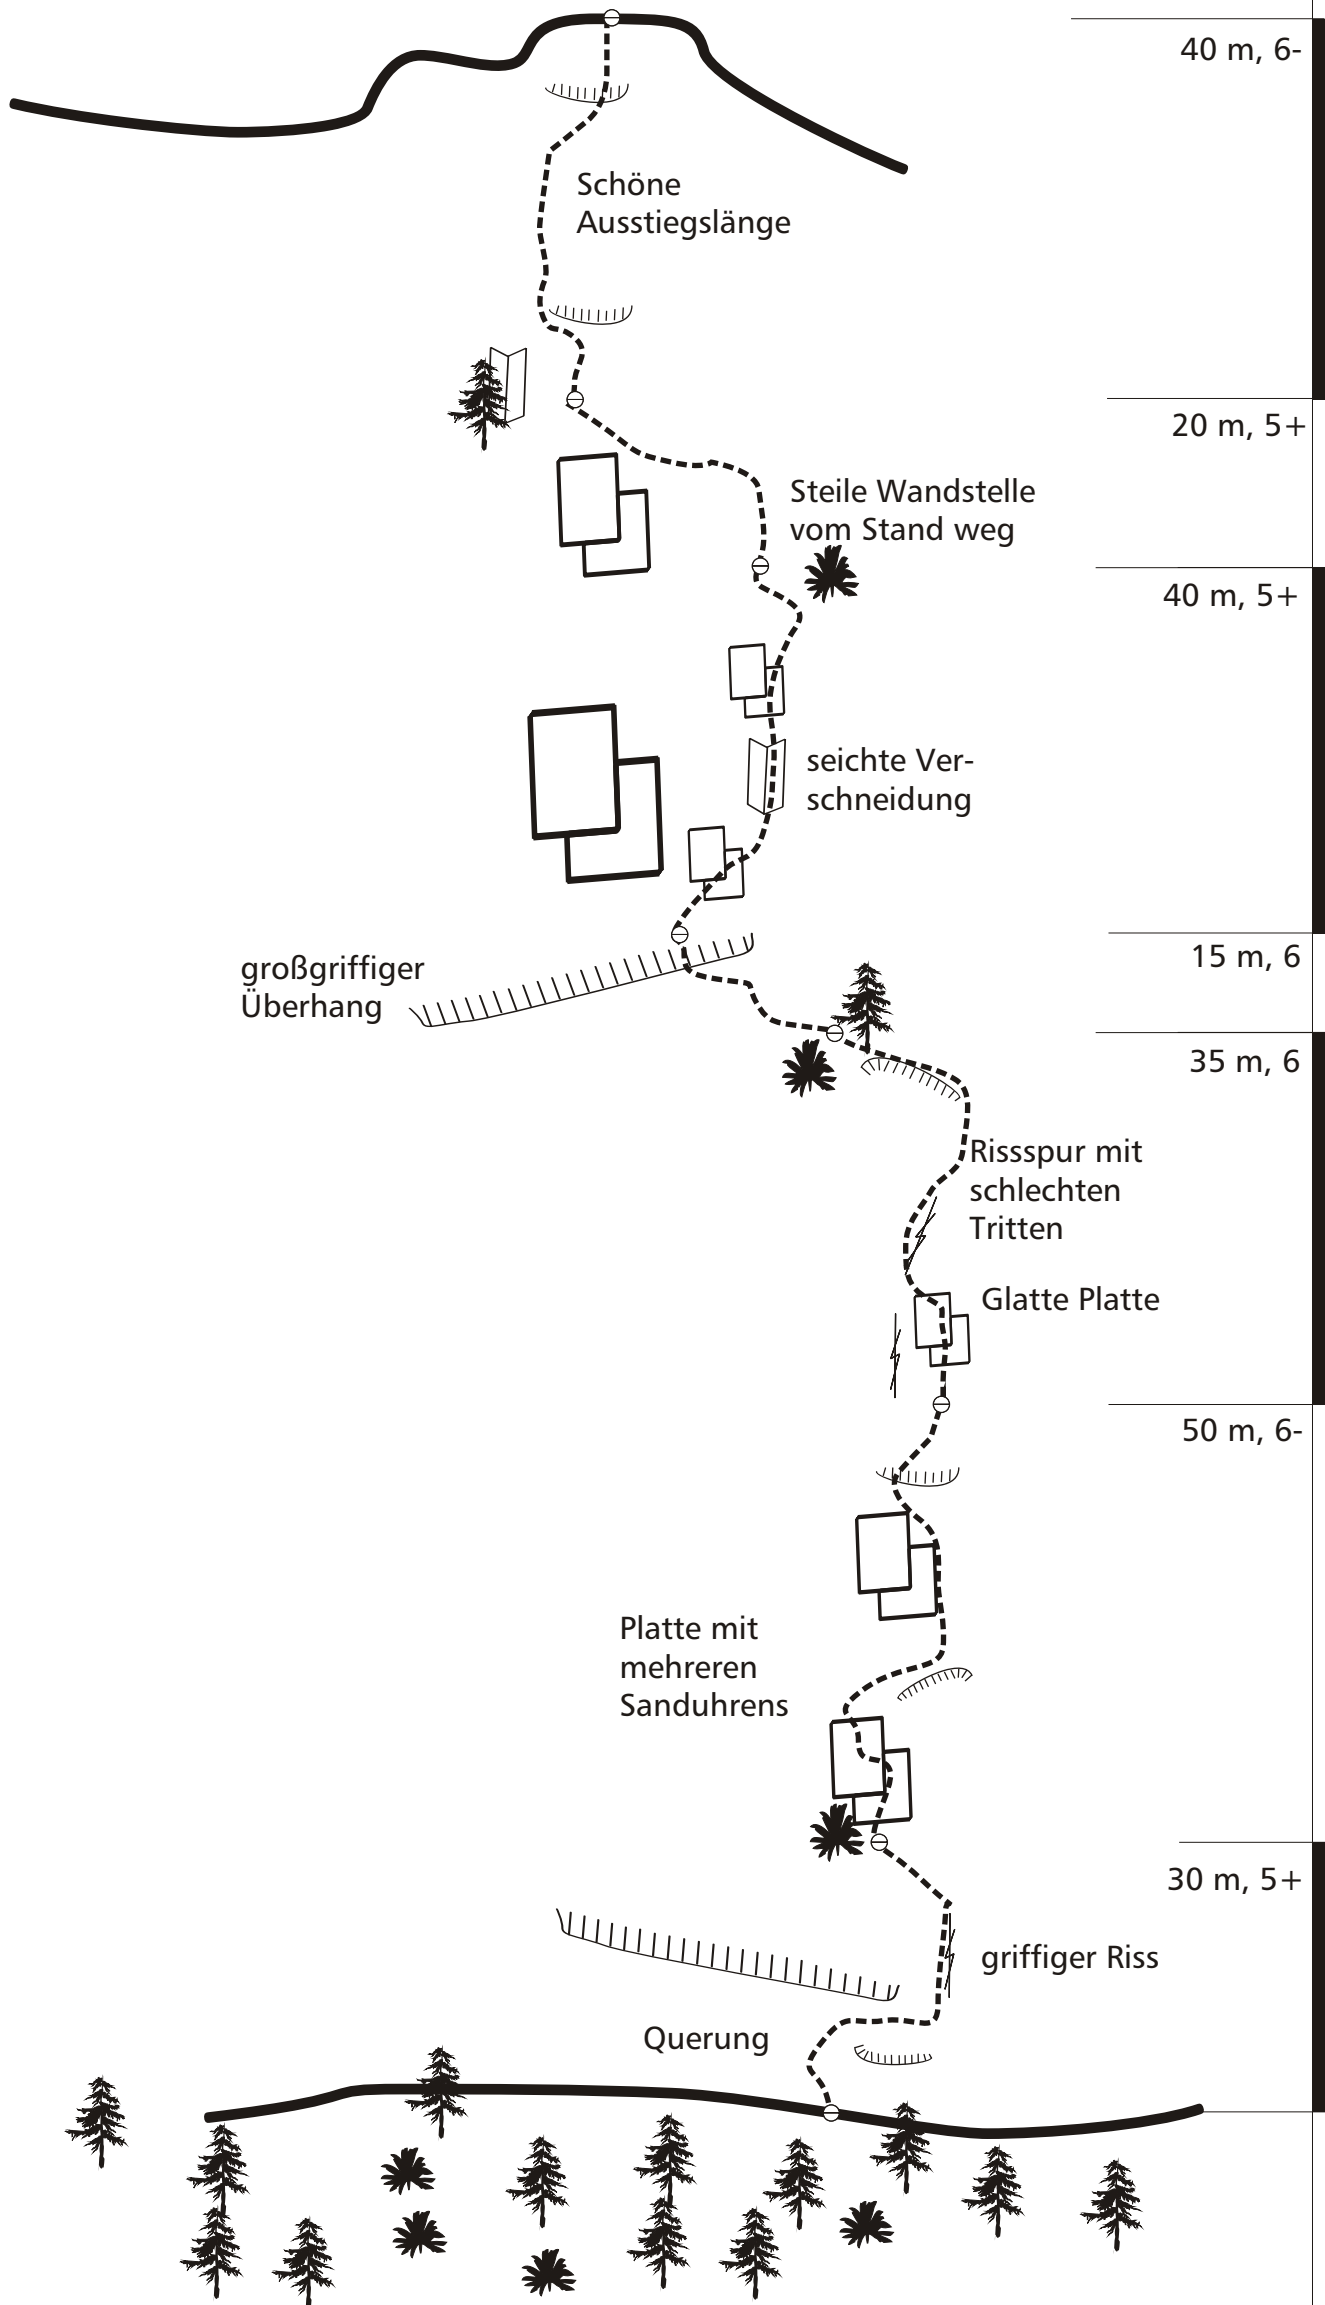 40 m, 6-
Schöne
Ausstiegslänge
20 m, 5+
Steile Wandstelle
vom Stand weg
40 m, 5+
seichte Ver-
schneidung
15 m, 6
großgriffiger
Überhang
35 m, 6
Rissspur mit
schlechten
Tritten
Glatte Platte
50 m, 6-
Platte mit
mehreren
Sanduhrens
30 m, 5+
griffiger Riss
Querung